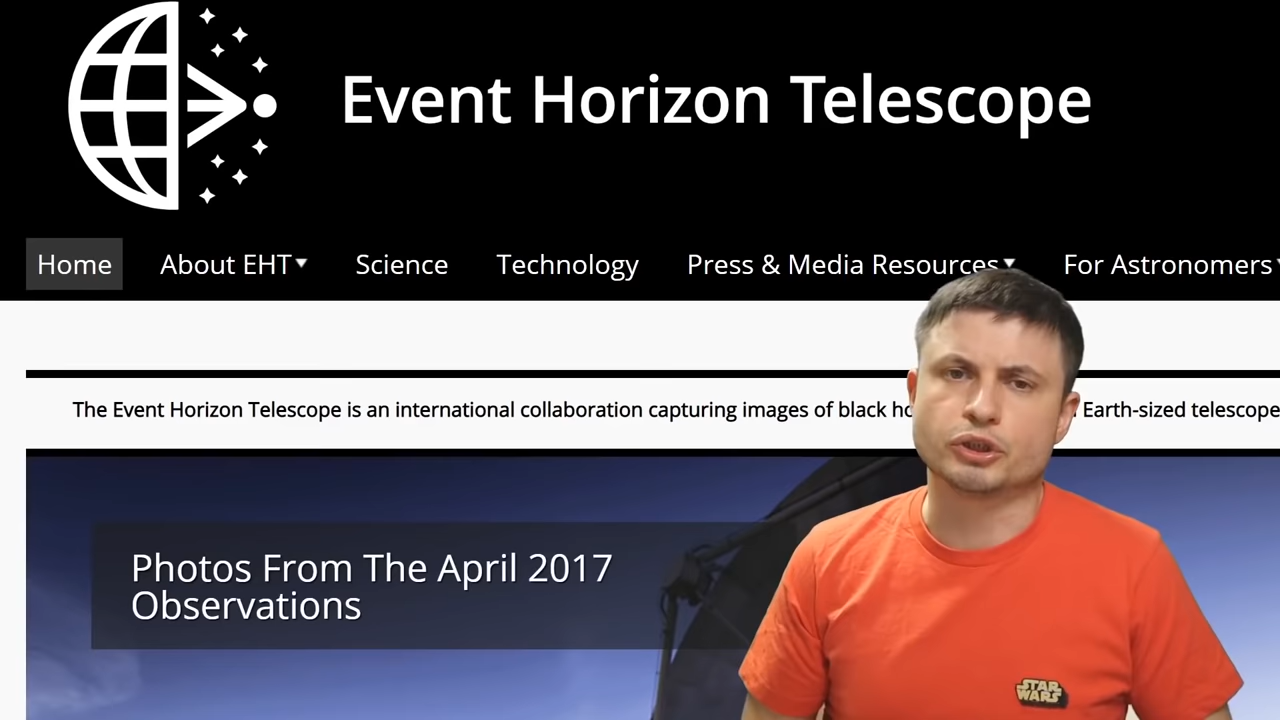 Event Horizon Telescope
Home About EHT Science Technology Press & Media Resources For Astronomers
The Event Horizon Telescope is an international collaboration capturing images of black Earth-sized telescope
Photos From The April 2017
Observations
STAR
WARS